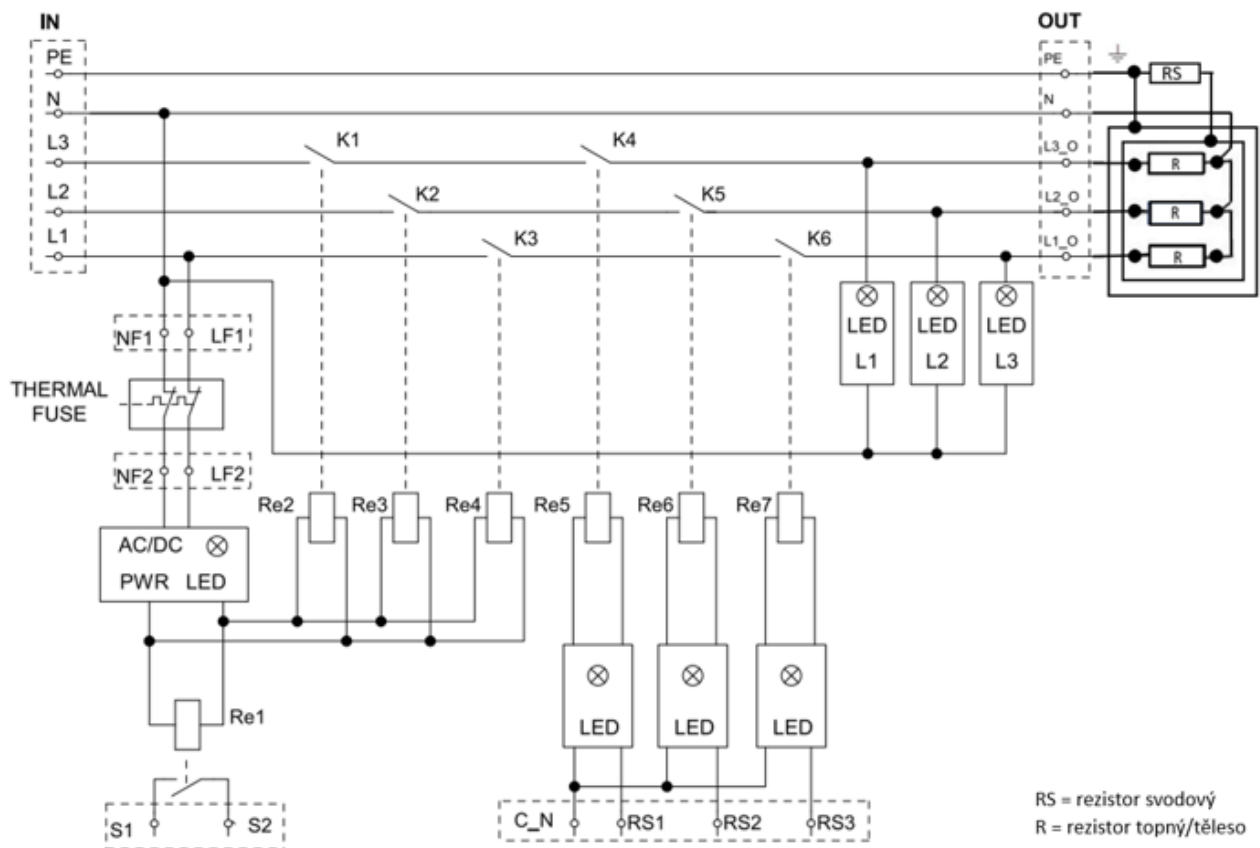 IN
OUT
PE
PE
RS
N
N
L3
K1
K4
L3_O
R
L2
K2
K5
L2_O
R
L1
K3
K6
L1_O
R
NF1
LF1
LED
LED
LED
L1
L2
L3
THERMAL
FUSE
NF2
LF2
Re2
Re3
Re4
Re5
Re6
Re7
AC/DC
PWR LED
Re1
LED
LED
LED
S1
S2
C_N
RS1
RS2
RS3
RS = rezistor svodový
R = rezistor topný/těleso